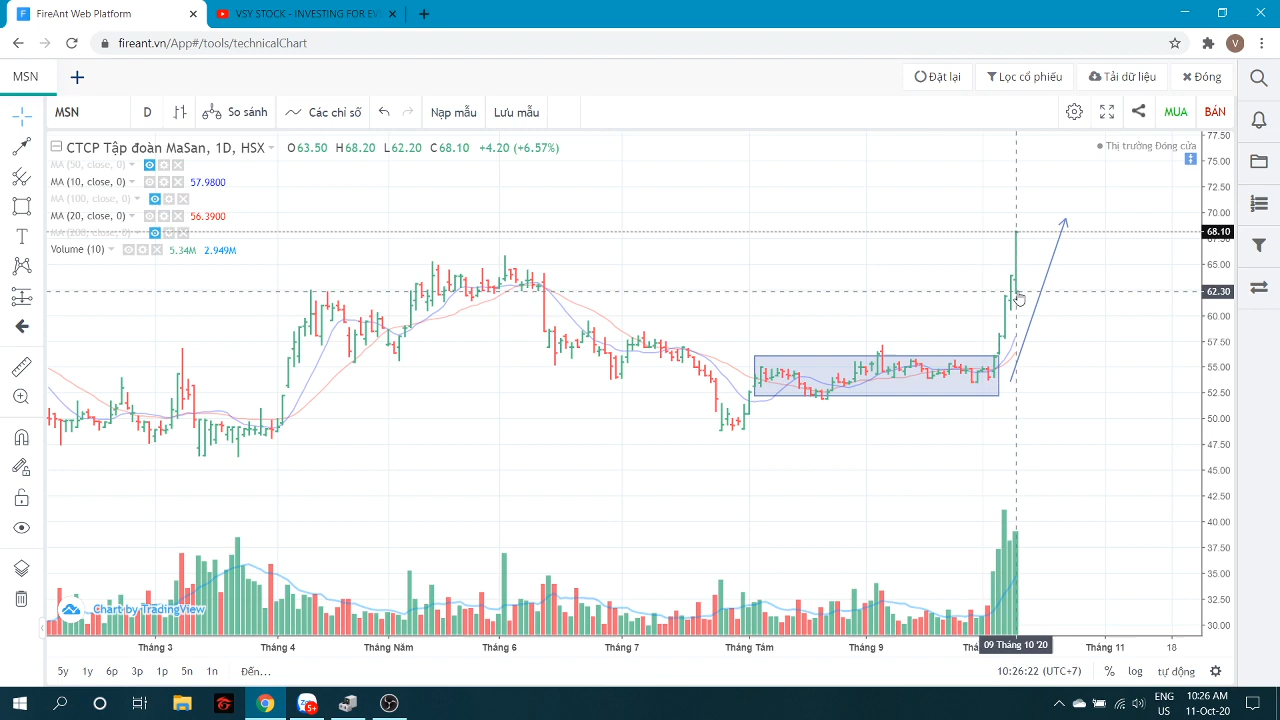 FireAnt Web Platform
VSY STOCK - INVESTING FOR EV
fireant.vn/App#/tools/technicalChart
V
MSN
Đặt lại
Lọc cổ phiếu
Tải dữ liệu
Đóng
MSN
D
So sánh
Các chỉ số
Nạp mẫu
Lưu mẫu
MUA
BÁN
CTCP Tập đoàn MaSan, 1D, HSX
O63.50 H68.20 L62.20 C68.10 +4.20 (+6.57%)
Thị trường Đóng cửa
MA (50, close, 0)
MA (10, close, 0)
57.9800
MA (100, close, 0)
MA (20, close, 0)
56.3900
MA (200, close, 0)
Volume (10)
5.34M 2.949M
77.50
75.00
72.50
70.00
68.10
67.50
65.00
62.30
60.00
57.50
55.00
52.50
50.00
47.50
45.00
42.50
40.00
37.50
35.00
32.50
30.00
Chart by TradingView
Tháng 3
Tháng 4
Tháng Năm
Tháng 6
Tháng 7
Tháng Tám
Tháng 9
09 Tháng 10 '20
Tháng 11
18
5y 1y 6p 3p 1p 5n 1n Đến...
10:26:22 (UTC+7)
% log tự động
5+
ENG
US
10:26 AM
11-Oct-20